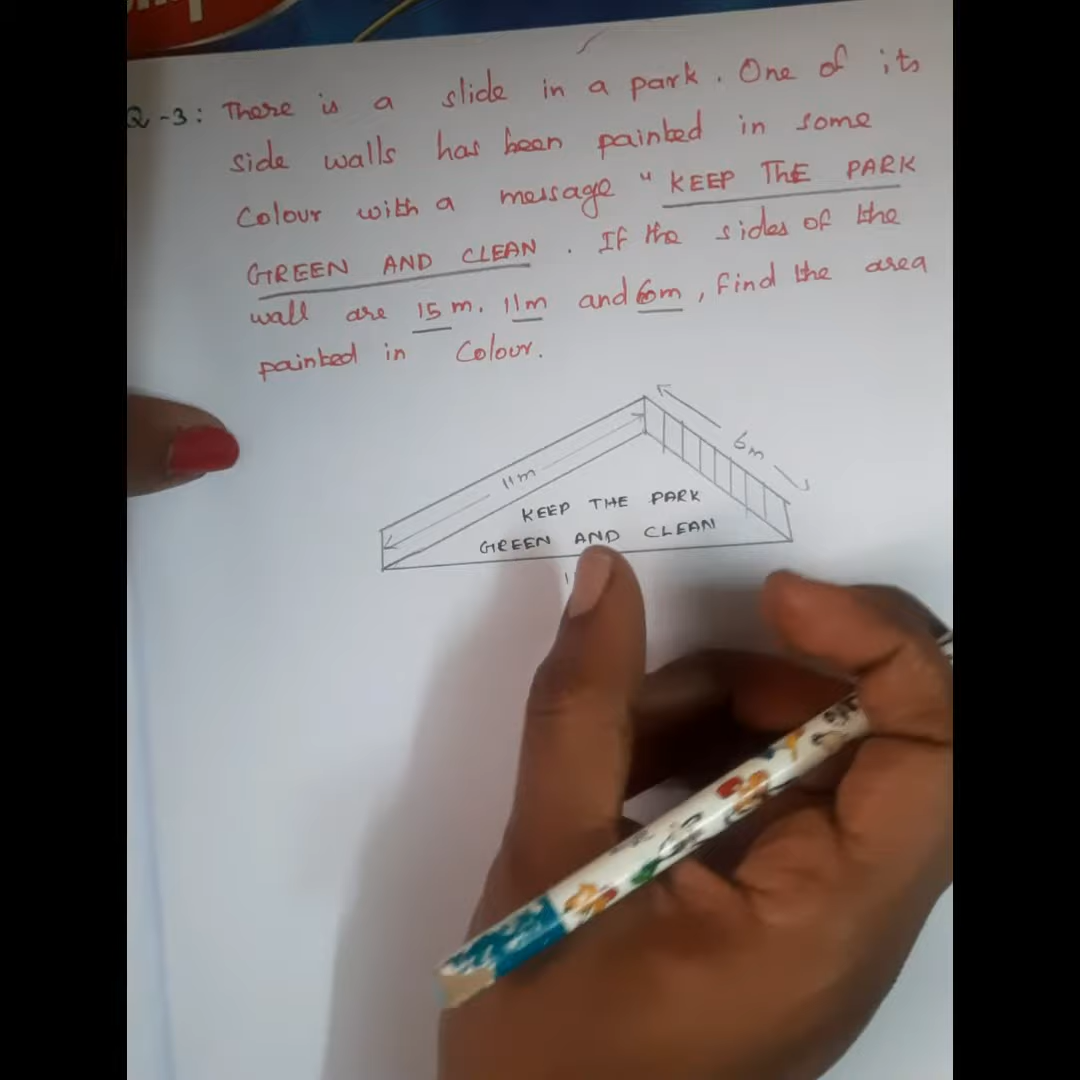 Q-3: There is a slide in a park. One of its
side walls has been painted in some
Colour with a message " KEEP THE PARK
GREEN AND CLEAN . If the sides of the
wall are 15 m, 11m and 6m, find the area
painted in Colour.
6m
11m
KEEP THE PARK
GREEN AND CLEAN